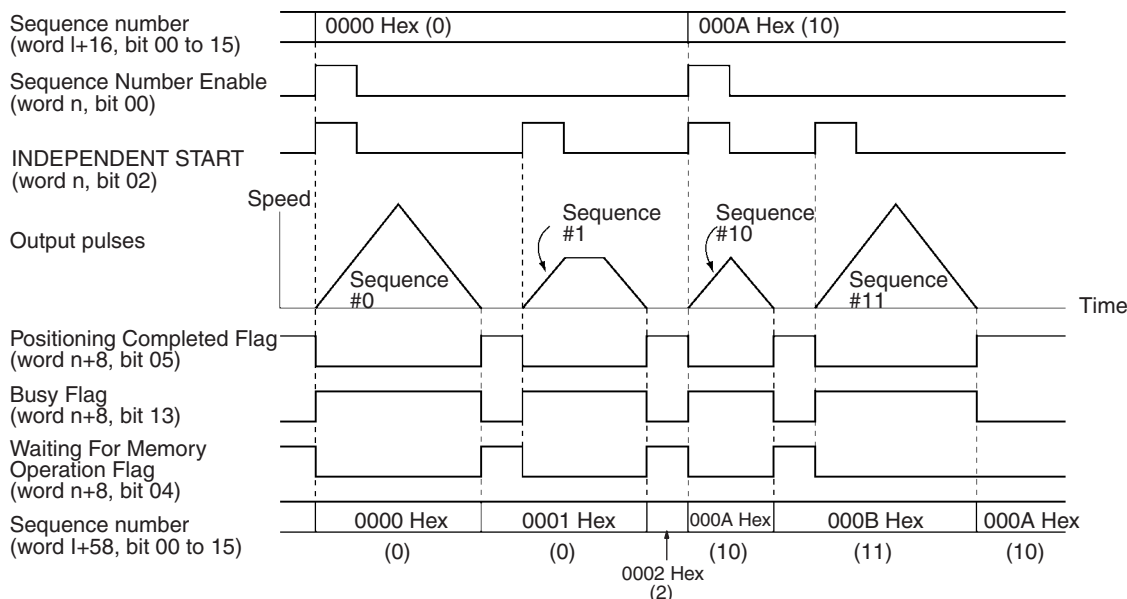 Sequence number
(word I+16, bit 00 to 15)
0000 Hex (0)
000A Hex (10)
Sequence Number Enable
(word n, bit 00)
INDEPENDENT START
(word n, bit 02)
Speed
Output pulses
Sequence
#0
Sequence
#1
Sequence
#10
Sequence
#11
Time
Positioning Completed Flag
(word n+8, bit 05)
Busy Flag
(word n+8, bit 13)
Waiting For Memory
Operation Flag
(word n+8, bit 04)
Sequence number
(word I+58, bit 00 to 15)
0000 Hex
0001 Hex
000A Hex
000B Hex
000A Hex
(0)
(0)
(10)
(11)
(10)
0002 Hex
(2)